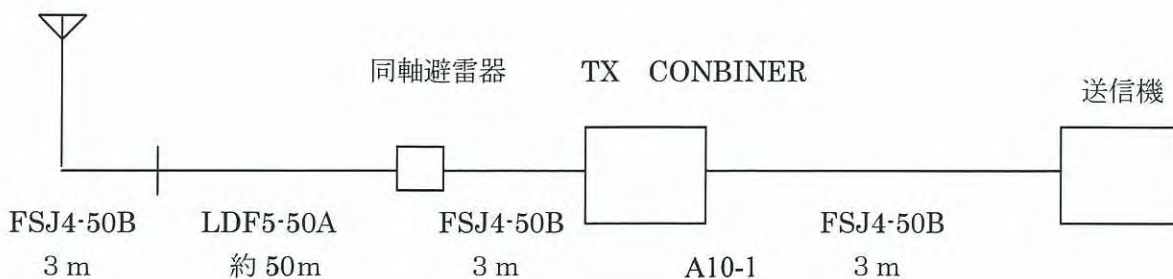 同軸避雷器 TX CONBINER 送信機
FSJ4-50B LDF5-50A FSJ4-50B FSJ4-50B
3 m 約 50m 3 m A10-1 3 m